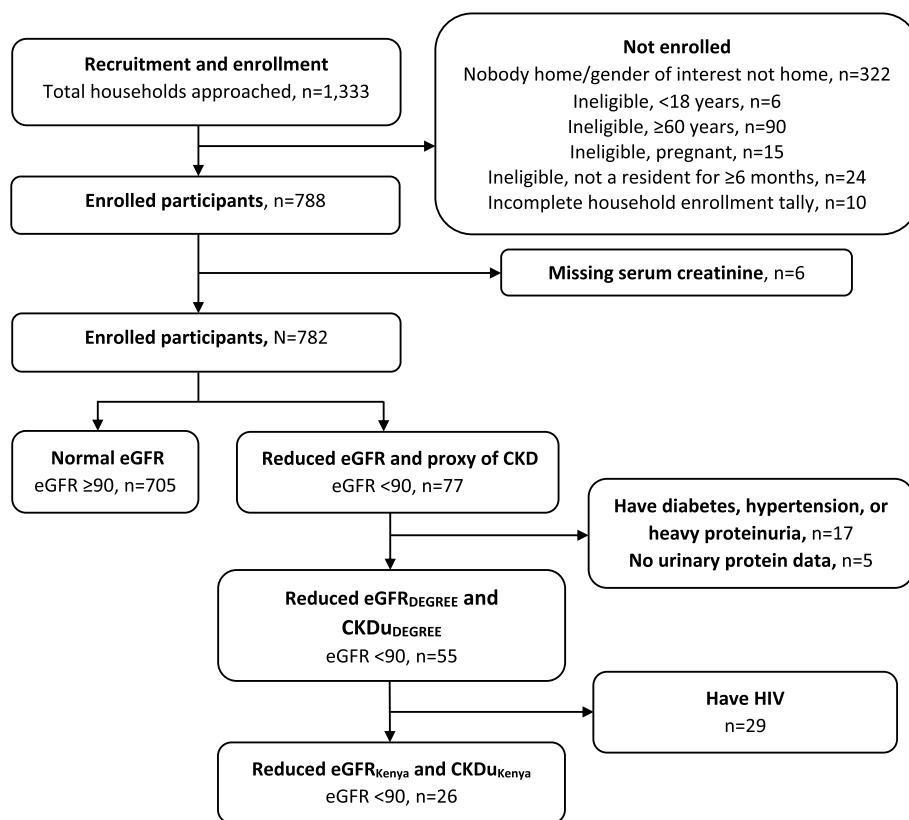 Recruitment and enrollment
Total households approached, n=1,333
Not enrolled
Nobody home/gender of interest not home, n=322
Ineligible, <18 years, n=6
Ineligible, ≥60 years, n=90
Ineligible, pregnant, n=15
Ineligible, not a resident for ≥6 months, n=24
Incomplete household enrollment tally, n=10
Enrolled participants, n=788
Missing serum creatinine, n=6
Enrolled participants, N=782
Normal eGFR
eGFR ≥90, n=705
Reduced eGFR and proxy of CKD
eGFR <90, n=77
Have diabetes, hypertension, or
heavy proteinuria, n=17
No urinary protein data, n=5
Reduced eGFRDEGREE and
CKDuDEGREE
eGFR <90, n=55
Have HIV
n=29
Reduced eGFRKenya and CKDuKenya
eGFR <90, n=26